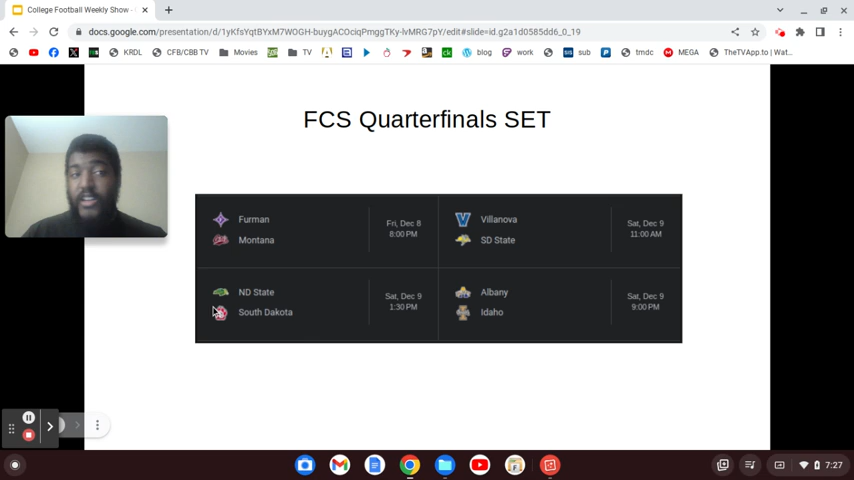 College Football Weekly Show -
docs.google.com/presentation/d/1yKfsYqtBYxM7WOGH-buygACOciqPmggTKy-lvMRG7pY/edit#slide=id.g2a1d0585dd6_0_19
KRDL CFB/CBB TV Movies TV blog work sub tmdc MEGA TheTVApp.to | Wat...
FCS Quarterfinals SET
Furman
Montana
Fri, Dec 8
8:00 PM
Villanova
SD State
Sat, Dec 9
11:00 AM
ND State
South Dakota
Sat, Dec 9
1:30 PM
Albany
Idaho
Sat, Dec 9
9:00 PM
7:27